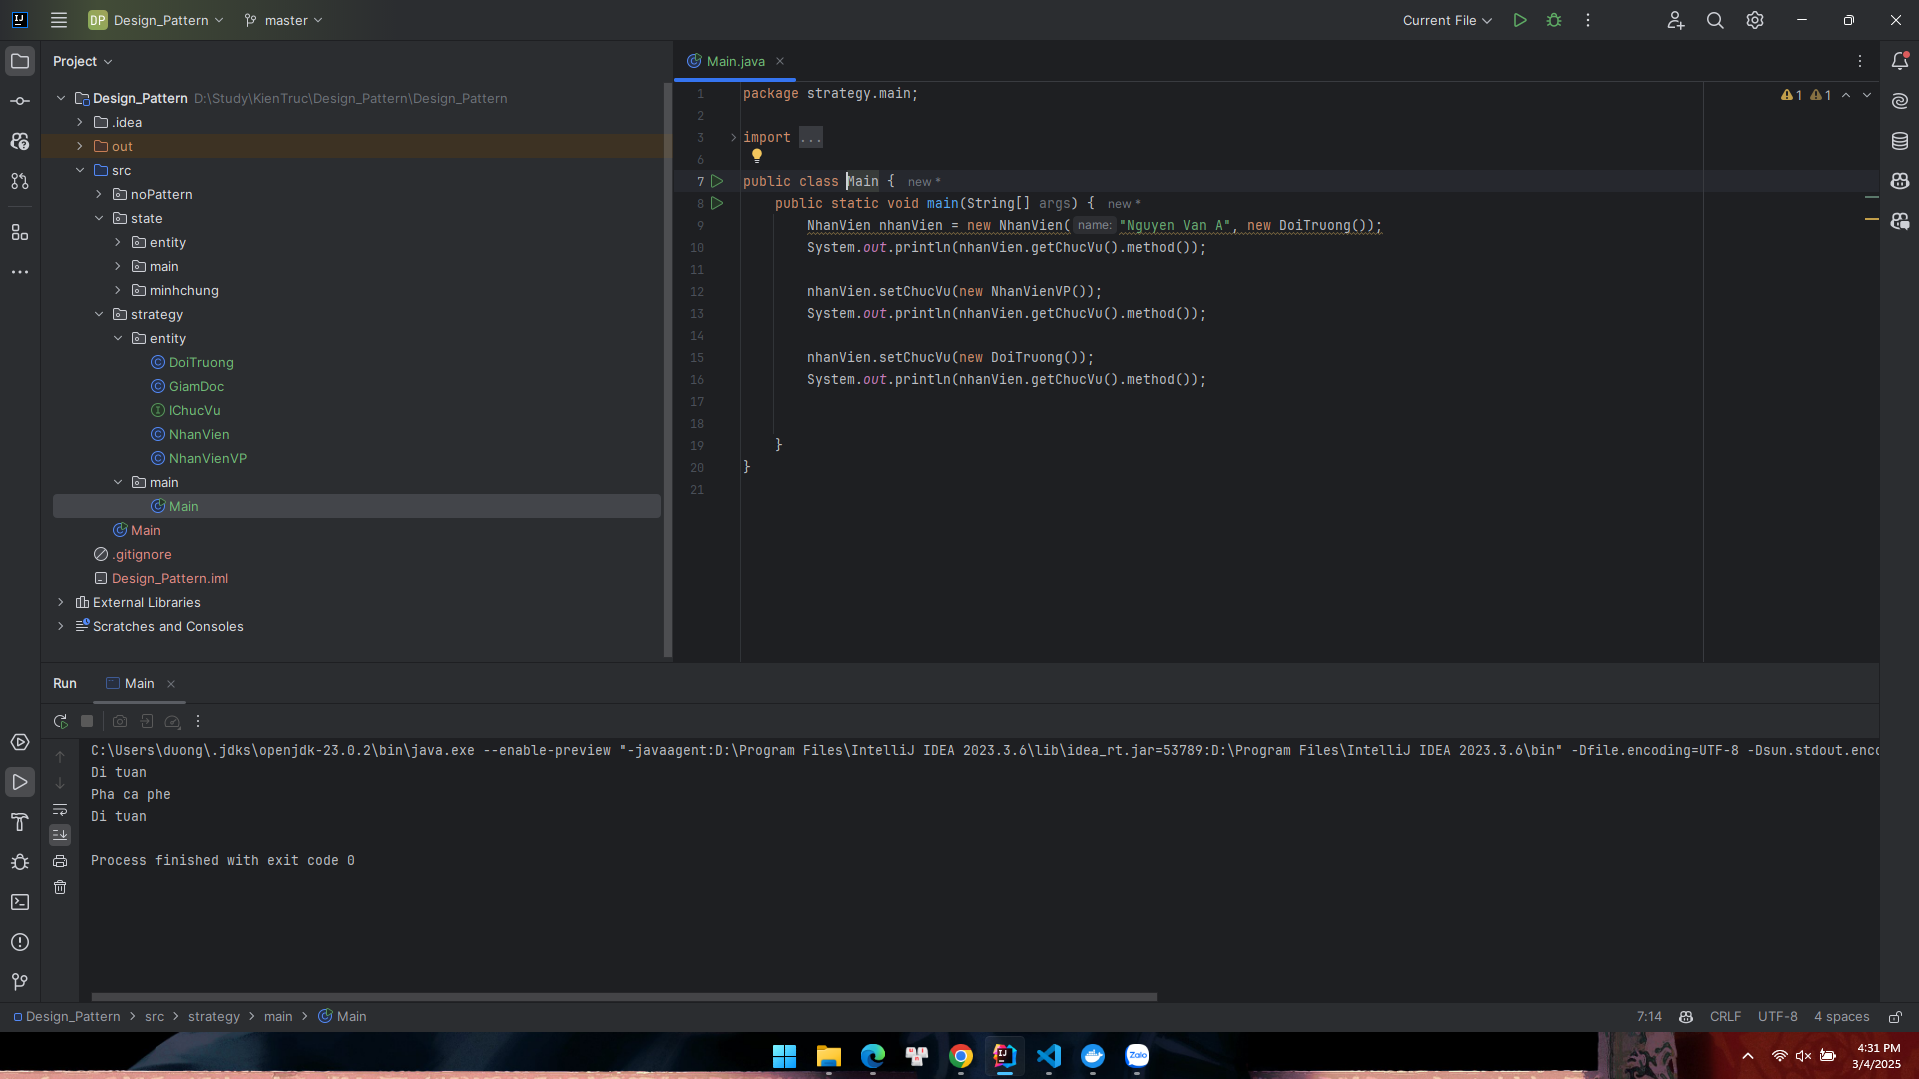 DP Design_Pattern master Current File
Project
Main.java
Design_Pattern D:\Study\KienTruc\Design_Pattern\Design_Pattern
.idea
out
src
noPattern
state
entity
main
minhchung
strategy
entity
DoiTruong
GiamDoc
IChucVu
NhanVien
NhanVienVP
main
Main
Main
.gitignore
Design_Pattern.iml
External Libraries
Scratches and Consoles
1 package strategy.main;
2
3 import ...
6
7 public class Main { new *
8 public static void main(String[] args) { new *
9 NhanVien nhanVien = new NhanVien( name: "Nguyen Van A", new DoiTruong());
10 System.out.println(nhanVien.getChucVu().method());
11
12 nhanVien.setChucVu(new NhanVienVP());
13 System.out.println(nhanVien.getChucVu().method());
14
15 nhanVien.setChucVu(new DoiTruong());
16 System.out.println(nhanVien.getChucVu().method());
17
18
19 }
20 }
21
1 1
Run Main
C:\Users\duong\.jdks\openjdk-23.0.2\bin\java.exe --enable-preview "-javaagent:D:\Program Files\IntelliJ IDEA 2023.3.6\lib\idea_rt.jar=53789:D:\Program Files\IntelliJ IDEA 2023.3.6\bin" -Dfile.encoding=UTF-8 -Dsun.stdout.enco
Di tuan
Pha ca phe
Di tuan
Process finished with exit code 0
Design_Pattern > src > strategy > main > Main
7:14 CRLF UTF-8 4 spaces
Zalo
4:31 PM
3/4/2025